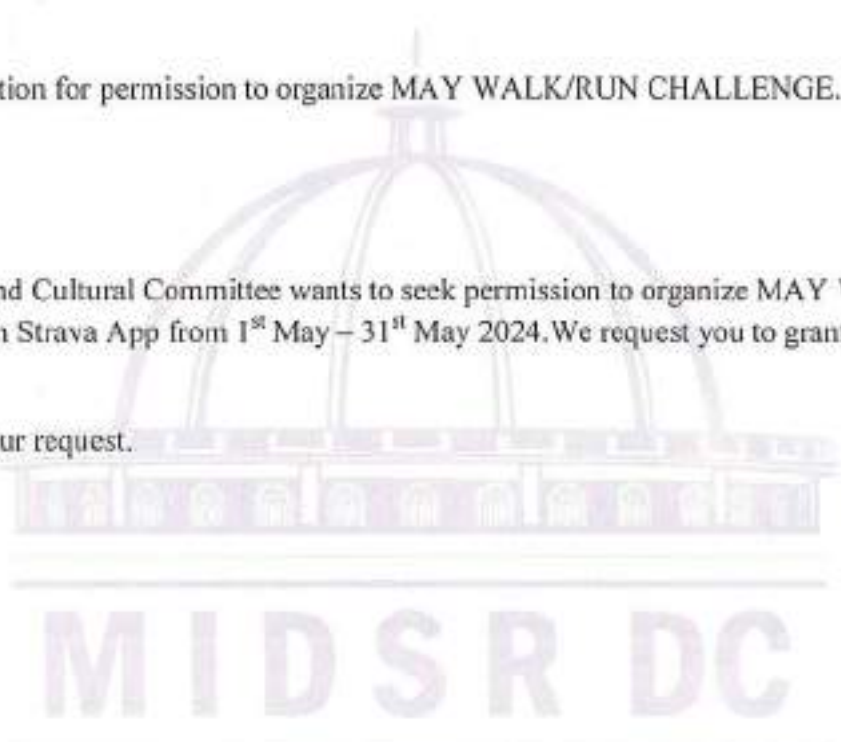 tion for permission to organize MAY WALK/RUN CHALLENGE.
nd Cultural Committee wants to seek permission to organize MAY
n Strava App from 1st May – 31st May 2024.We request you to gran
ur request.
MIDSR DC